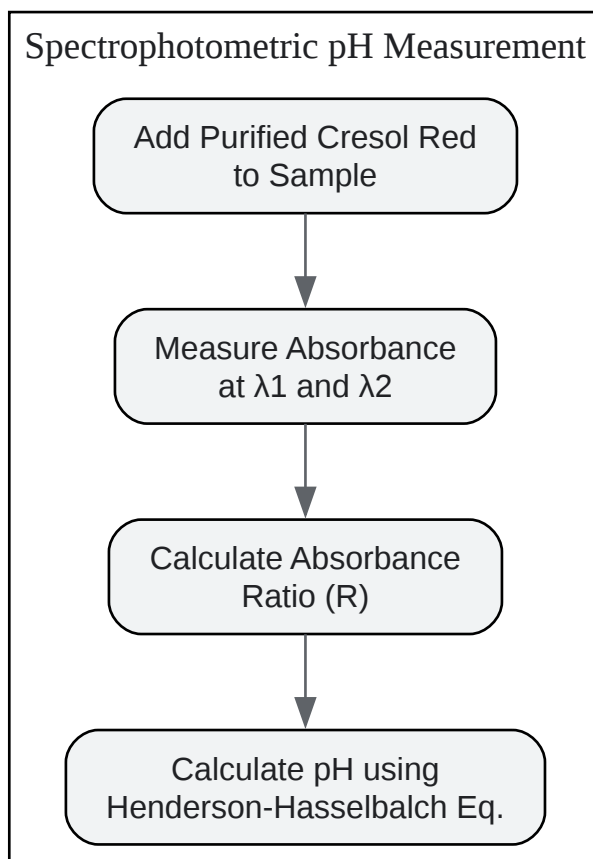 Spectrophotometric pH Measurement
Add Purified Cresol Red
to Sample
Measure Absorbance
at λ1 and λ2
Calculate Absorbance
Ratio (R)
Calculate pH using
Henderson-Hasselbalch Eq.